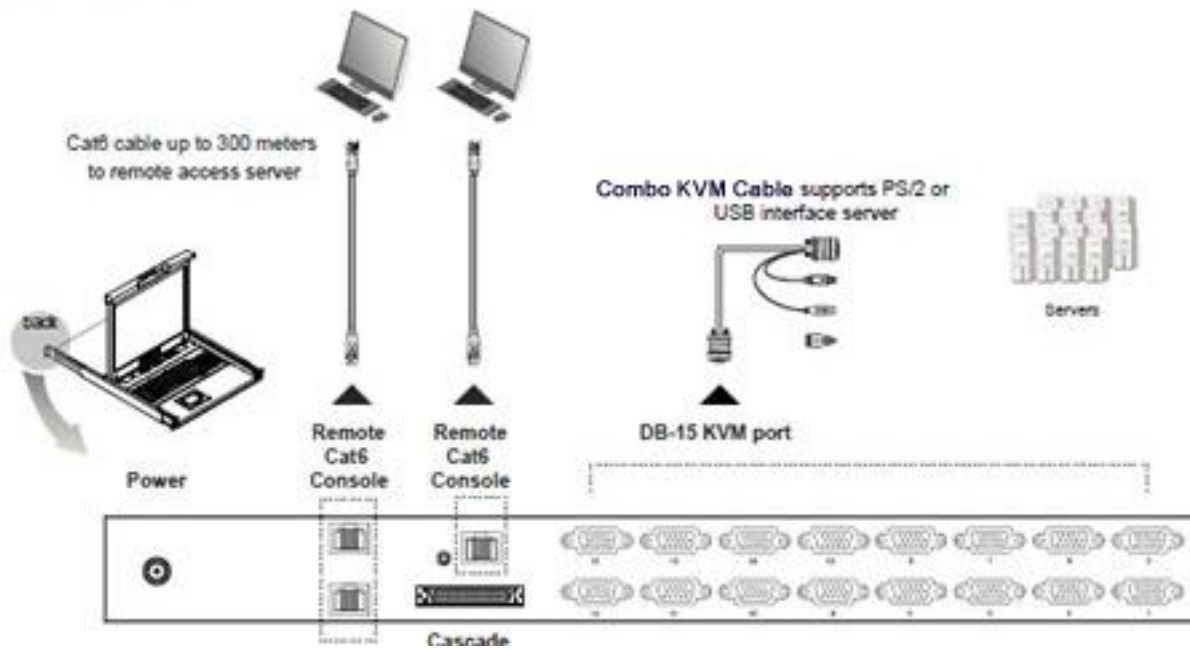 Cat6 cable up to 300 meters
to remote access server
Combo KVM Cable supports PS/2 or
USB interface server
Servers
back
Remote
Cat6
Console
Remote
Cat6
Console
DB-15 KVM port
Power
Cascade